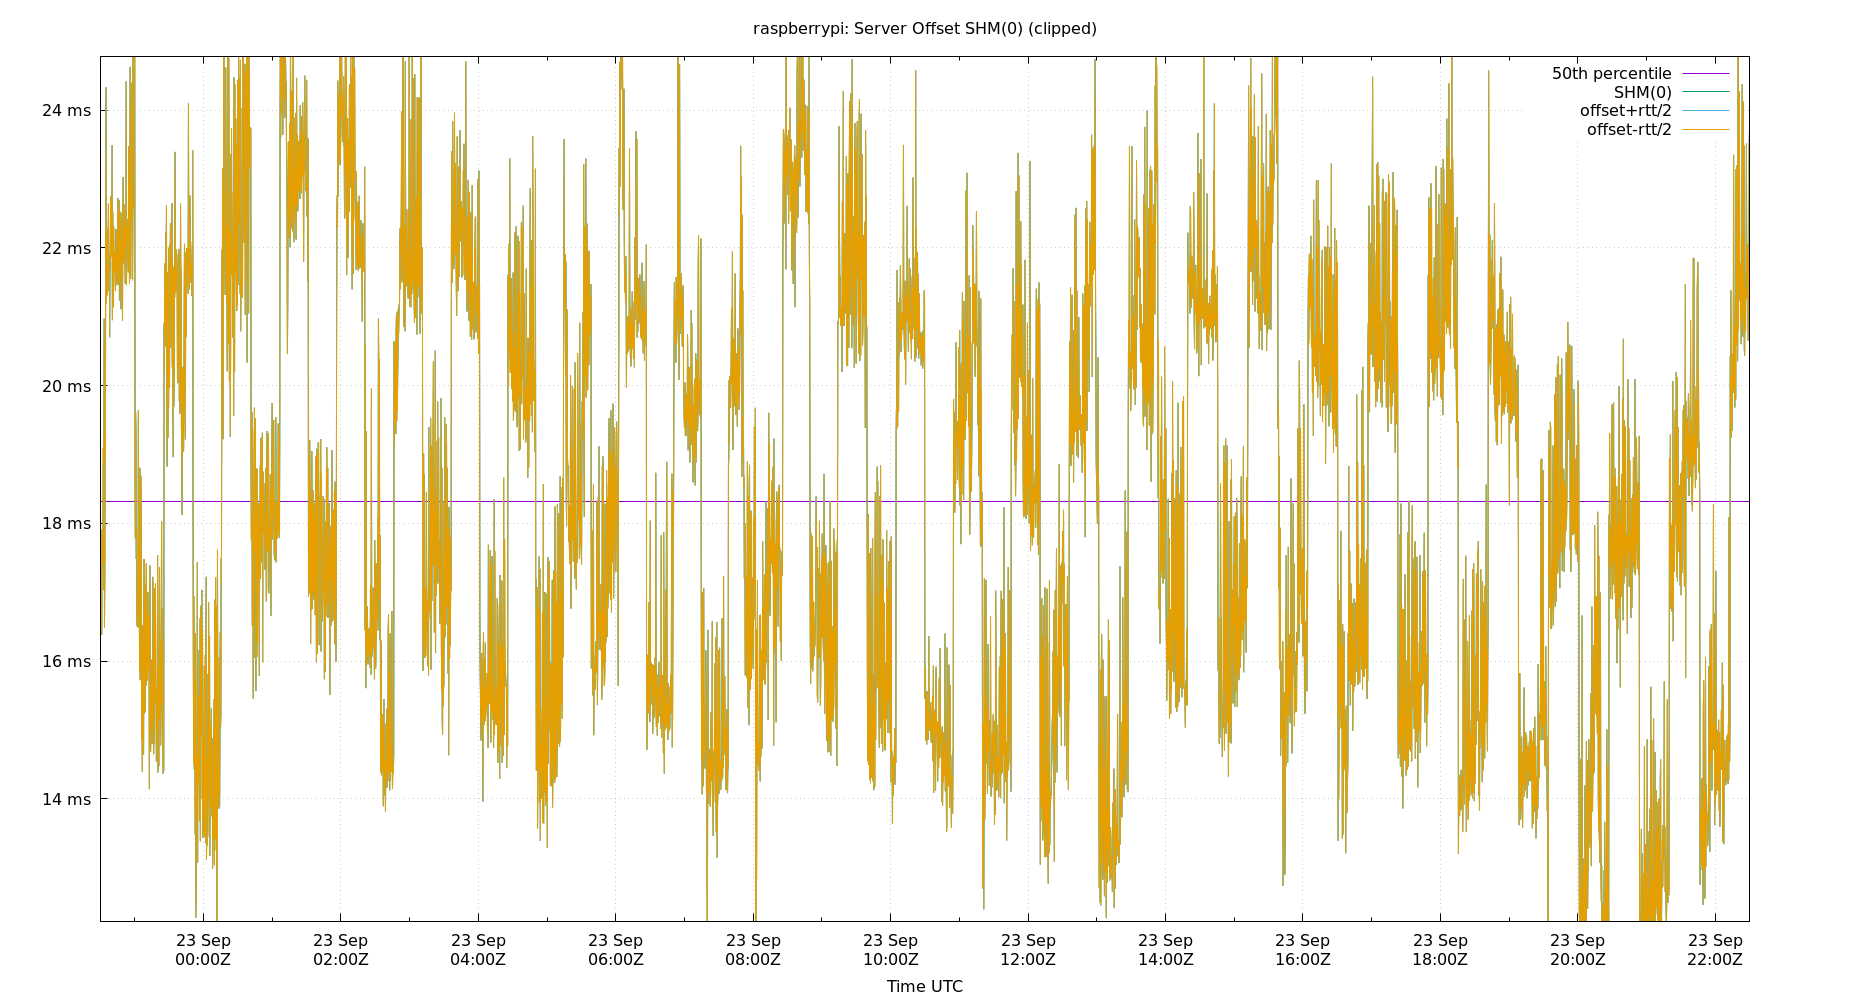 raspberrypi: Server Offset SHM(0) (clipped)
50th percentile
SHM(0)
offset+rtt/2
offset-rtt/2
24 ms
22 ms
20 ms
18 ms
16 ms
14 ms
23 Sep 23 Sep 23 Sep 23 Sep 23 Sep 23 Sep 23 Sep 23 Sep 23 Sep 23 Sep 23 Sep 23 Sep
00:00Z 02:00Z 04:00Z 06:00Z 08:00Z 10:00Z 12:00Z 14:00Z 16:00Z 18:00Z 20:00Z 22:00Z
Time UTC